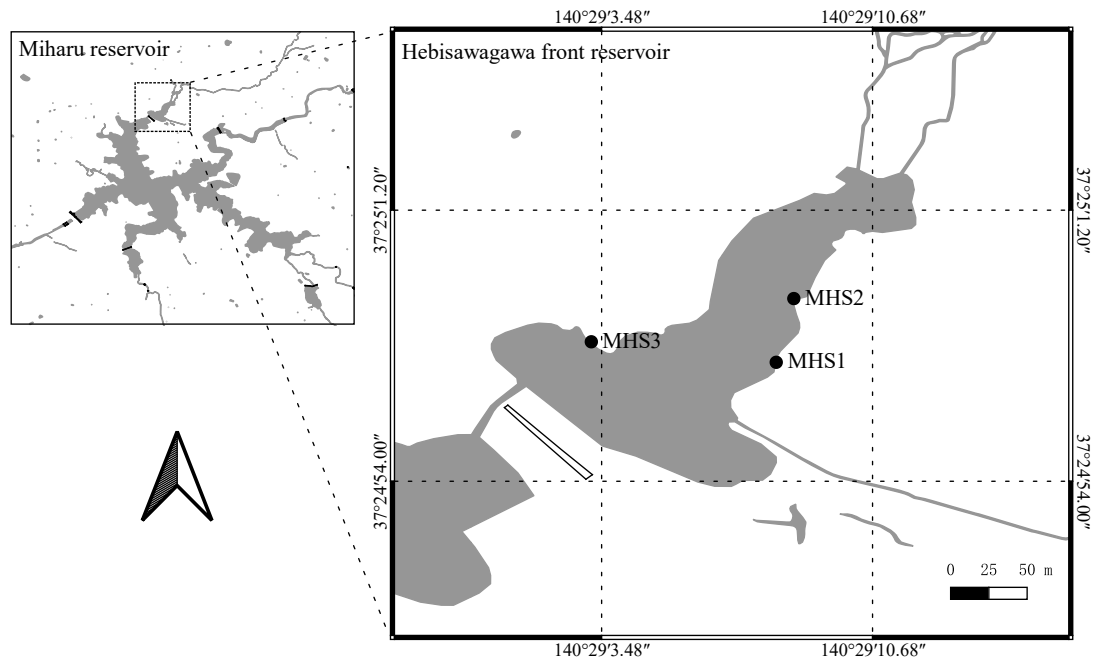 140°29′3.48″
140°29′10.68″
Miharu reservoir
Hebisawagawa front reservoir
37°25′1.20″
37°25′1.20″
MHS2
MHS3
MHS1
37°24′54.00″
37°24′54.00″
0 25 50 m
140°29′3.48″
140°29′10.68″